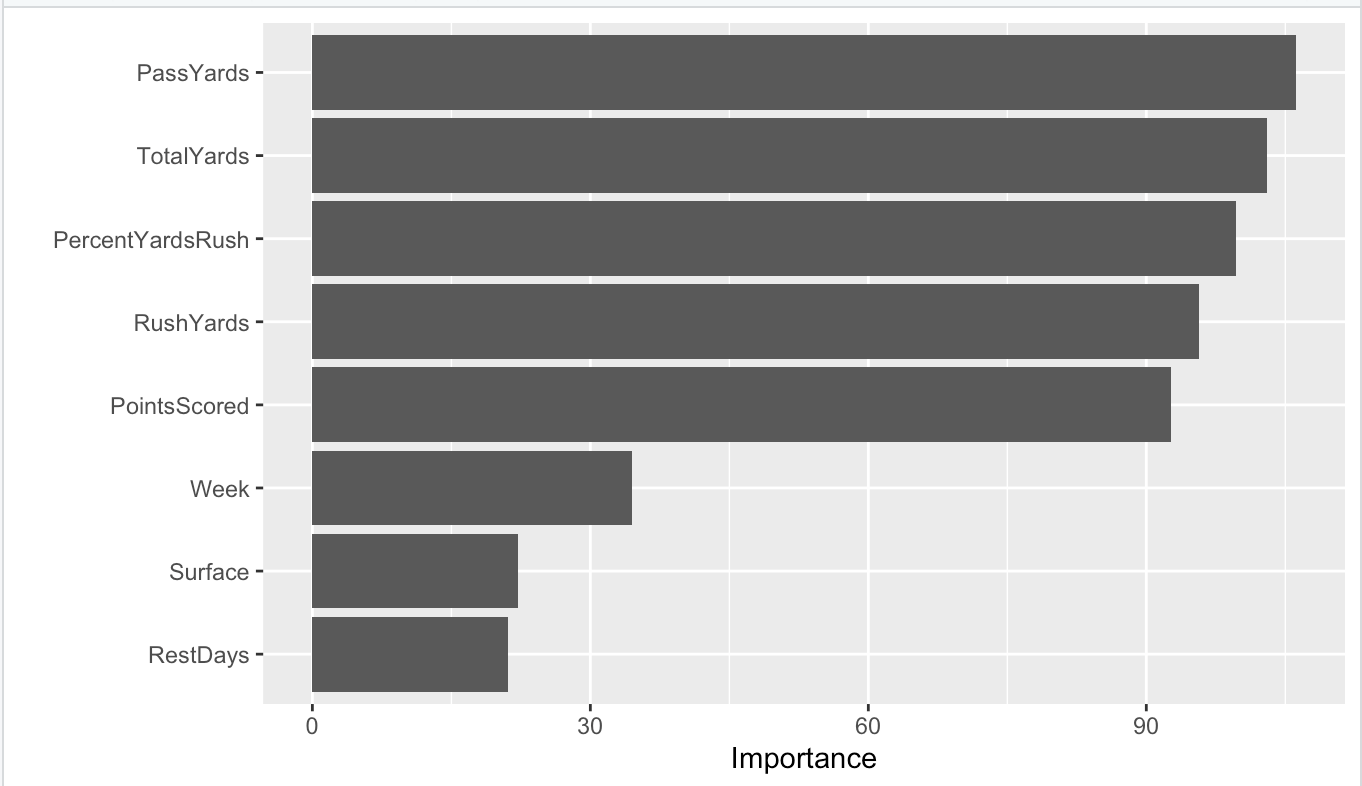 PassYards
TotalYards
PercentYardsRush
RushYards
PointsScored
Week
Surface
RestDays
0 30 60 90
Importance